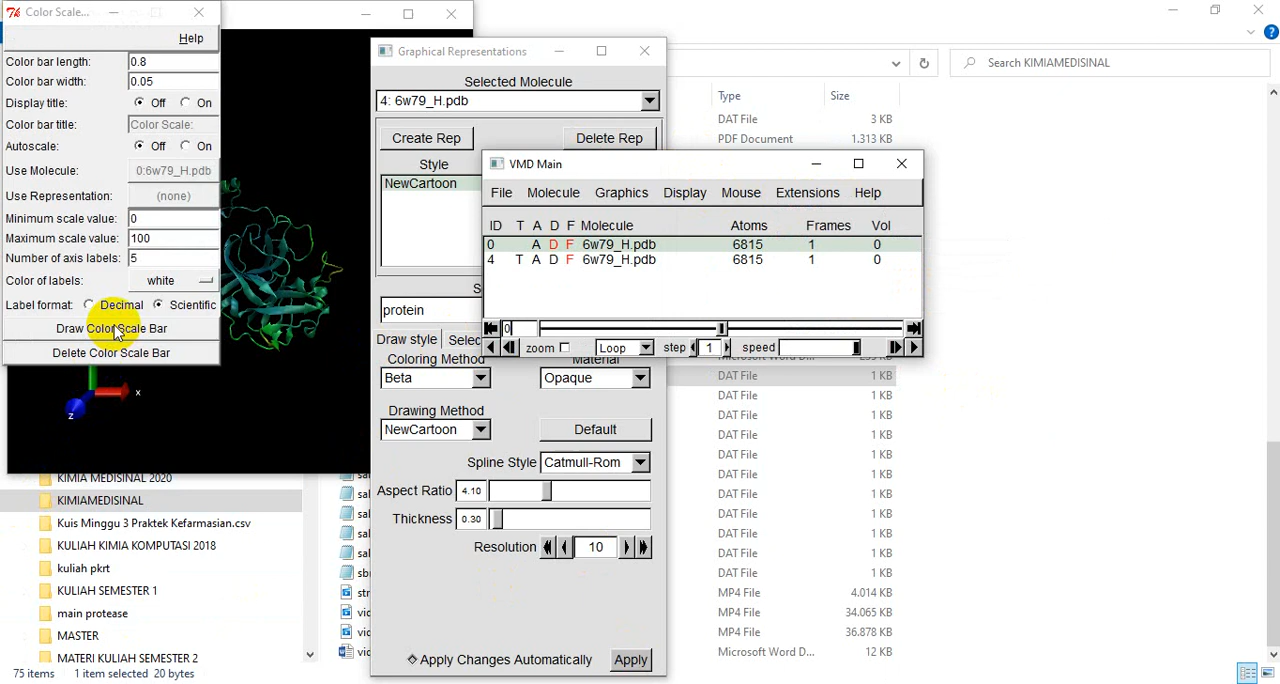 Color Scale...
Help
Color bar length: 0.8
Color bar width: 0.05
Display title: Off On
Color bar title: Color Scale:
Autoscale: Off On
Use Molecule: 0:6w79_H.pdb
Use Representation: (none)
Minimum scale value: 0
Maximum scale value: 100
Number of axis labels: 5
Color of labels: white
Label format: Decimal Scientific
Draw Color Scale Bar
Delete Color Scale Bar
x
z
Graphical Representations
Selected Molecule
4: 6w79_H.pdb
Create Rep Delete Rep
Style
NewCartoon
protein
Draw style
Coloring Method
Beta Opaque
Drawing Method
NewCartoon Default
Spline Style Catmull-Rom
Aspect Ratio 4.10
Thickness 0.30
Resolution 10
Apply Changes Automatically Apply
VMD Main
File Molecule Graphics Display Mouse Extensions Help
ID T A D F Molecule Atoms Frames Vol
0 A D F 6w79_H.pdb 6815 1 0
4 T A D F 6w79_H.pdb 6815 1 0
0
zoom Loop step 1 speed
Search KIMIAMEDISINAL
Type Size
DAT File 3 KB
PDF Document 1.313 KB
DAT File 1 KB
DAT File 1 KB
DAT File 1 KB
DAT File 1 KB
DAT File 1 KB
DAT File 1 KB
DAT File 1 KB
DAT File 1 KB
DAT File 1 KB
DAT File 1 KB
DAT File 1 KB
MP4 File 4.014 KB
MP4 File 34.065 KB
MP4 File 36.878 KB
Microsoft Word D... 12 KB
KIMIA MEDISINAL 2020
KIMIAMEDISINAL
Kuis Minggu 3 Praktek Kefarmasian.csv
KULIAH KIMIA KOMPUTASI 2018
kuliah pkrt
KULIAH SEMESTER 1
main protease
MASTER
MATERI KULIAH SEMESTER 2
75 items 1 item selected 20 bytes